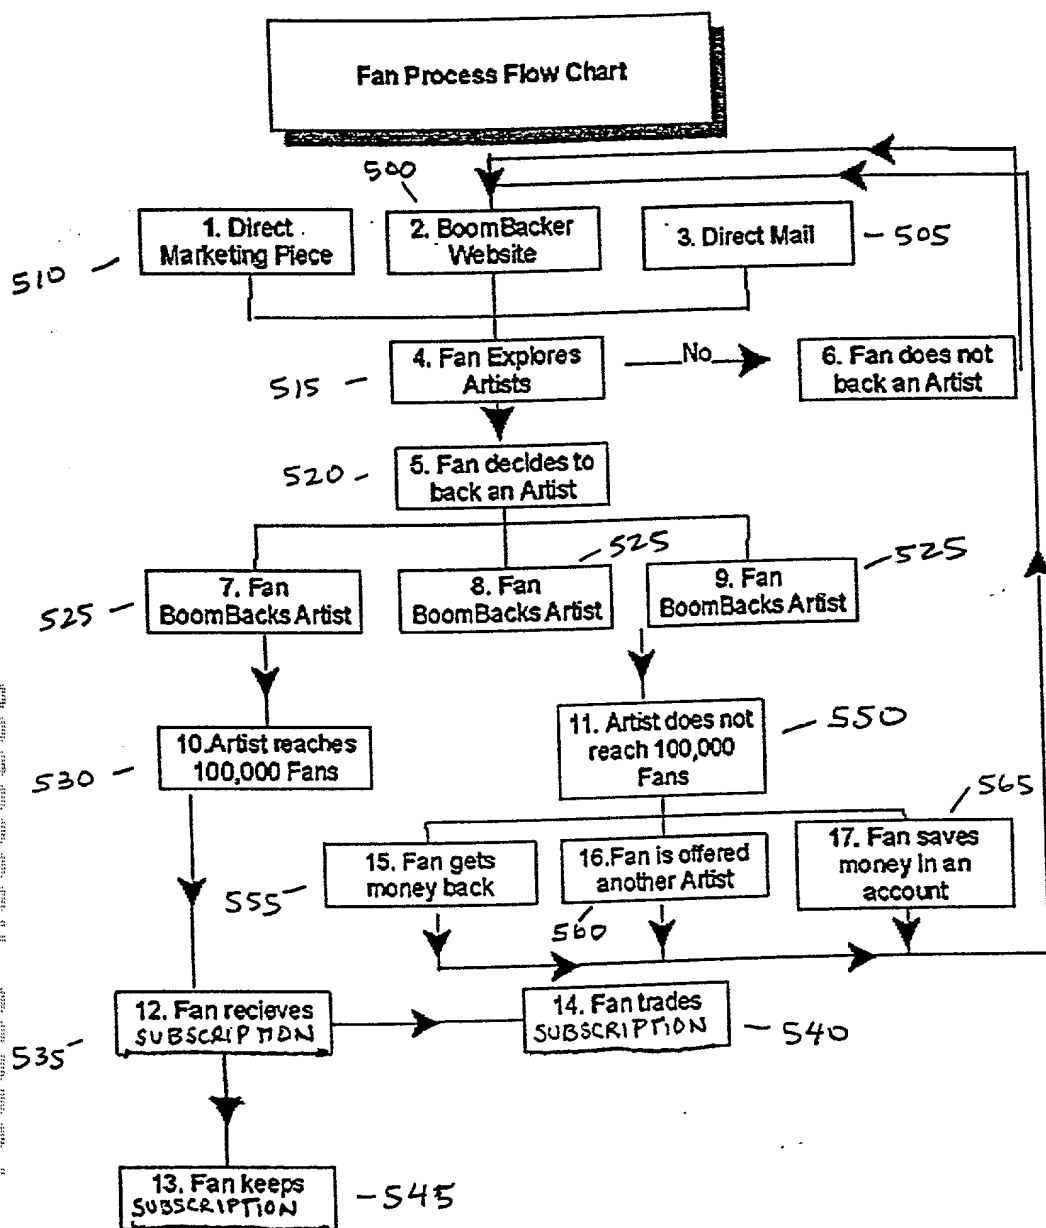 Fan Process Flow Chart
500
1. Direct
Marketing Piece
510
2. BoomBacker
Website
3. Direct Mail
505
4. Fan Explores
Artists
515
No
6. Fan does not
back an Artist
5. Fan decides to
back an Artist
520
7. Fan
BoomBacks Artist
525
8. Fan
BoomBacks Artist
525
9. Fan
BoomBacks Artist
525
10.Artist reaches
100,000 Fans
530
11. Artist does not
reach 100,000
Fans
550
15. Fan gets
money back
555
16.Fan is offered
another Artist
560
17. Fan saves
money in an
account
565
12. Fan recieves
SUBSCRIPTION
535
14. Fan trades
SUBSCRIPTION
540
13. Fan keeps
SUBSCRIPTION
545